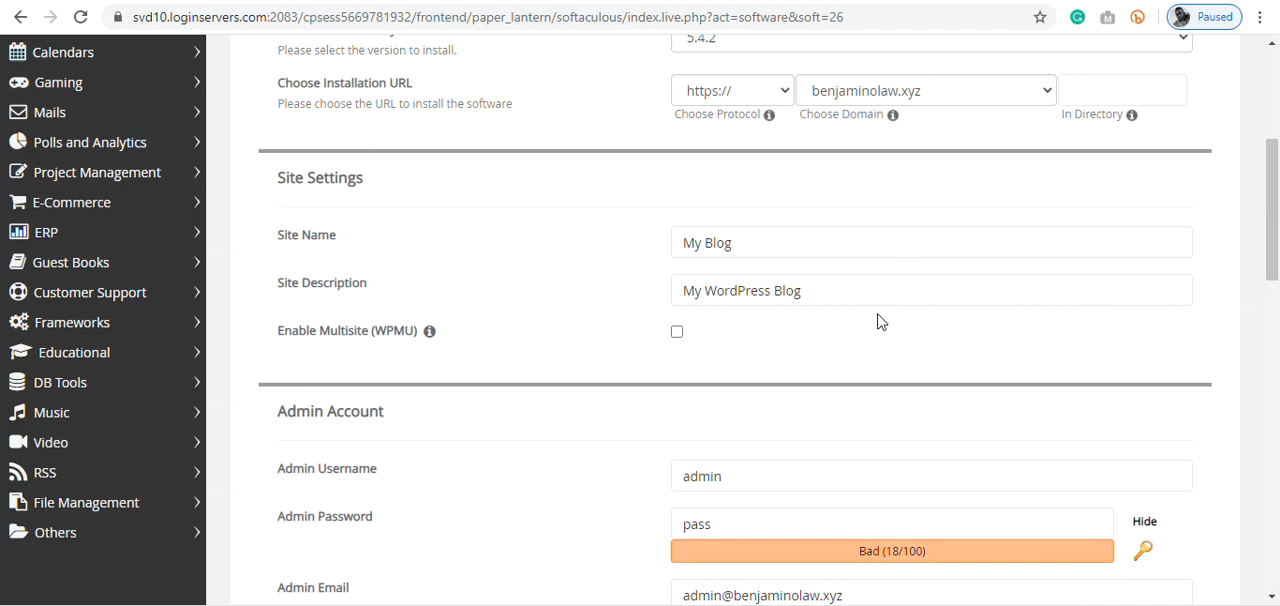 svd10.loginservers.com:2083/cpsess5669781932/frontend/paper_lantern/softaculous/index.live.php?act=software&soft=26
Paused
Calendars
Gaming
Mails
Polls and Analytics
Project Management
E-Commerce
ERP
Guest Books
Customer Support
Frameworks
Educational
DB Tools
Music
Video
RSS
File Management
Others
5.4.2
Please select the version to install.
Choose Installation URL
Please choose the URL to install the software
https://
benjaminolaw.xyz
Choose Protocol
Choose Domain
In Directory
Site Settings
Site Name
My Blog
Site Description
My WordPress Blog
Enable Multisite (WPMU)
Admin Account
Admin Username
admin
Admin Password
pass
Hide
Bad (18/100)
Admin Email
admin@benjaminolaw.xyz